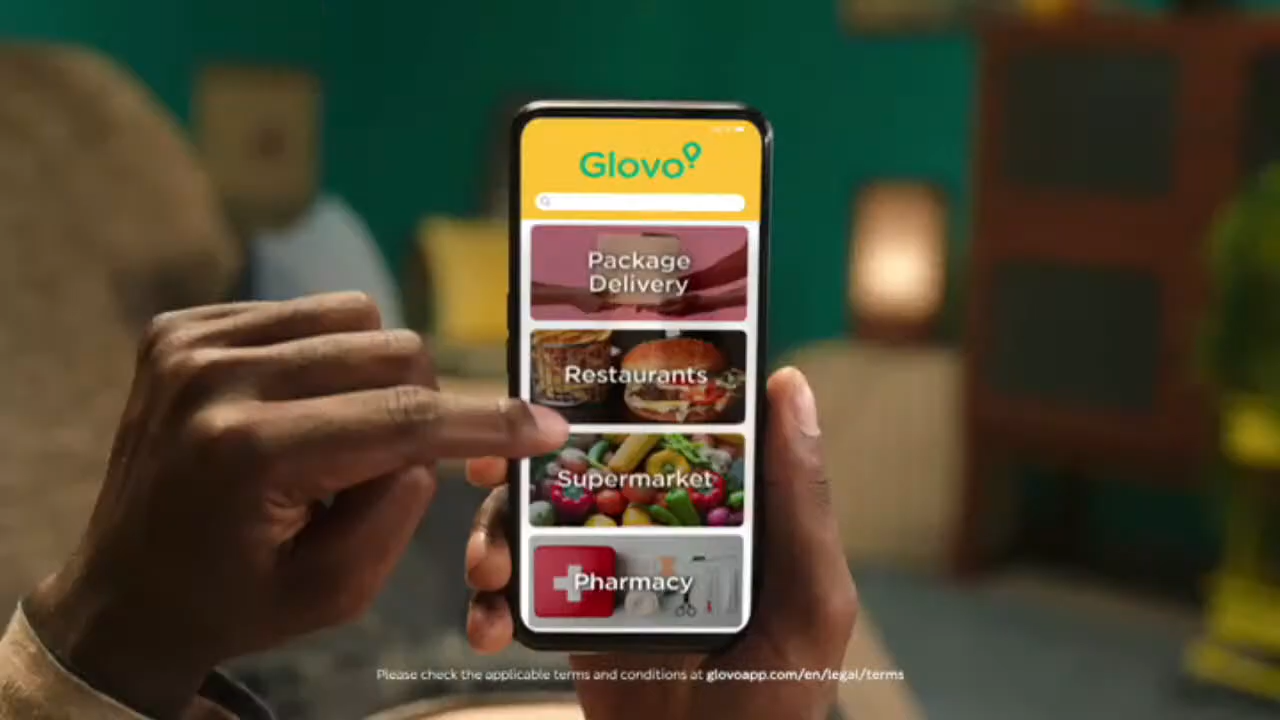 Glovo
Package
Delivery
Restaurants
Supermarket
Pharmacy
Please check the applicable terms and conditions at glovoapp.com/en/legal/terms